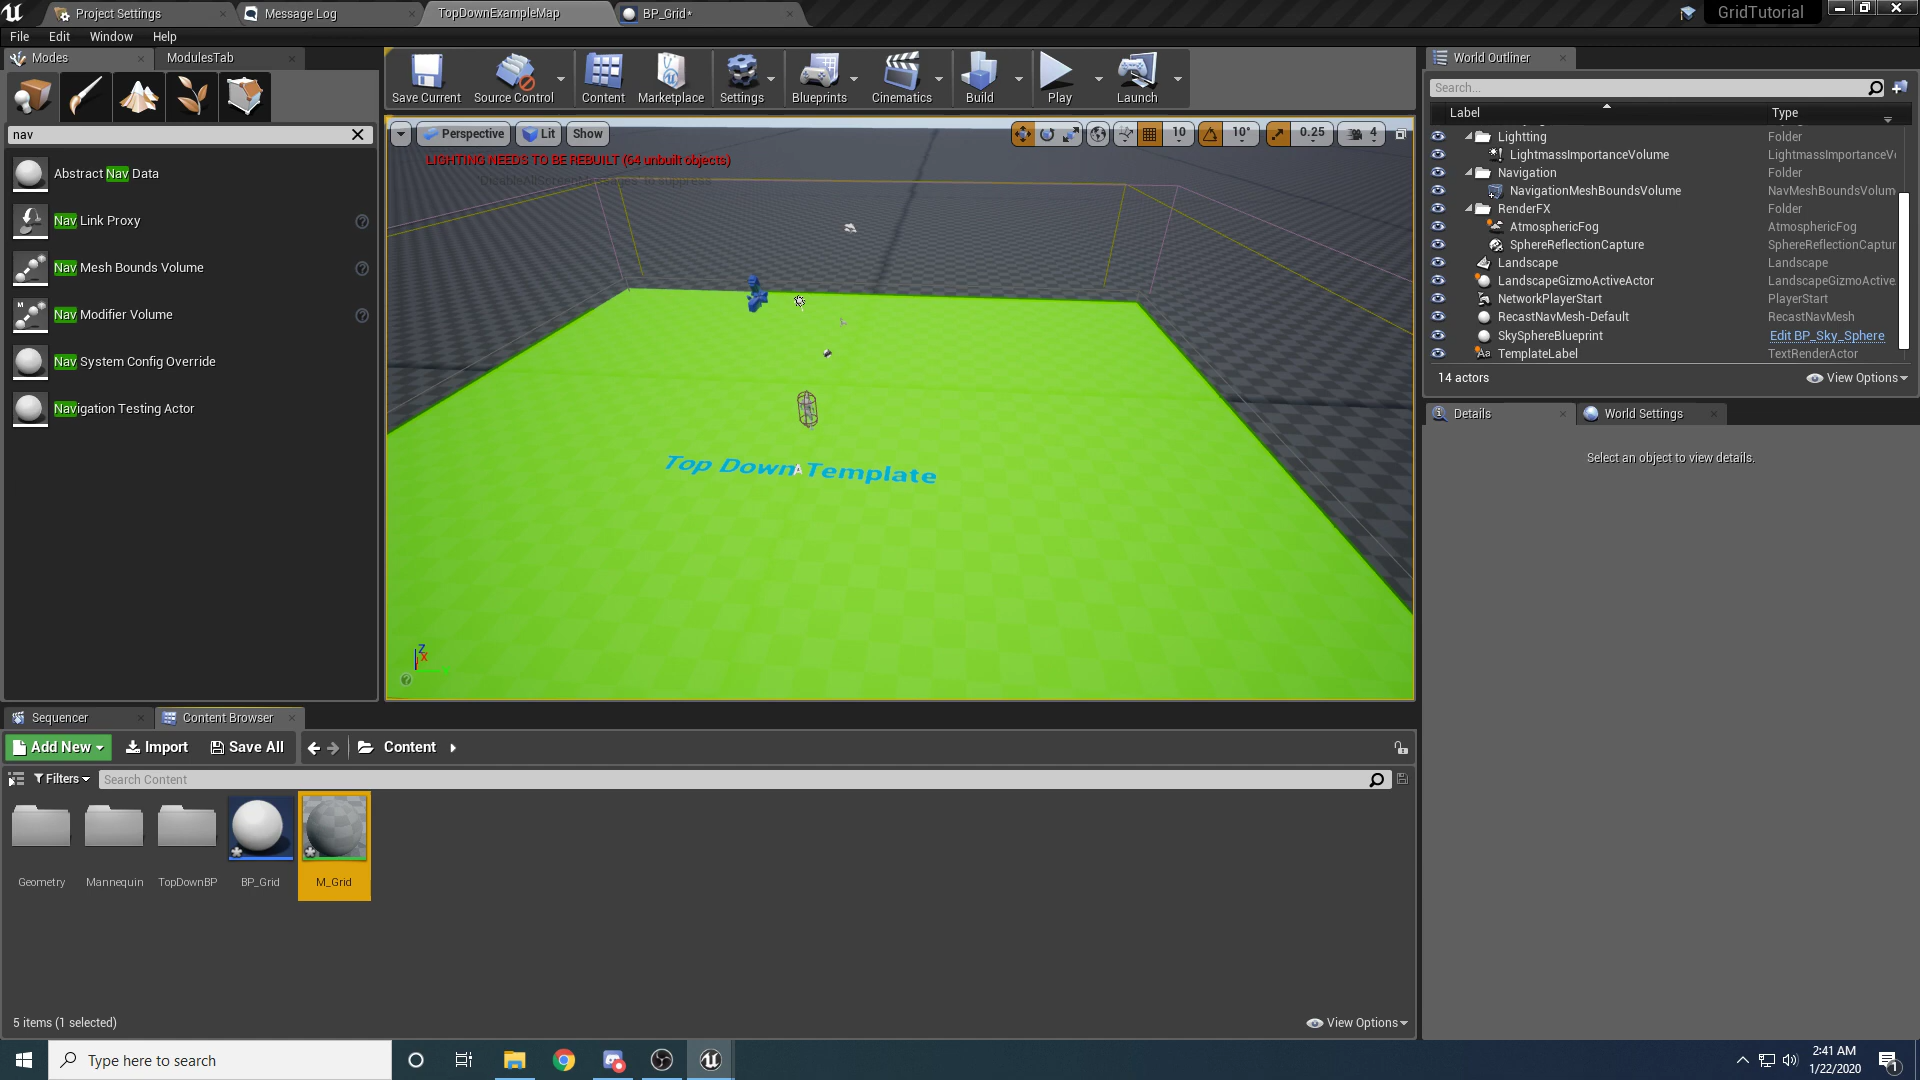 Project Settings
Message Log
TopDownExampleMap
BP_Grid*
GridTutorial
File Edit Window Help
Modes
ModulesTab
nav
Abstract Nav Data
Nav Link Proxy
Nav Mesh Bounds Volume
Nav Modifier Volume
Nav System Config Override
Navigation Testing Actor
Save Current
Source Control
Content
Marketplace
Settings
Blueprints
Cinematics
Build
Play
Launch
Perspective
Lit
Show
10
10°
0.25
4
LIGHTING NEEDS TO BE REBUILT (64 unbuilt objects)
'DisableAllScreenMessages' to suppress
Top Down Template
Z
X
World Outliner
Search...
Label Type
Lightting Folder
LightmassImportanceVolume LightmassImportanceV
Navigation Folder
NavigationMeshBoundsVolume NavMeshBoundsVolum
RenderFX Folder
AtmosphericFog AtmosphericFog
SphereReflectionCapture SphereReflectionCaptur
Landscape Landscape
LandscapeGizmoActiveActor LandscapeGizmoActive
NetworkPlayerStart PlayerStart
RecastNavMesh-Default RecastNavMesh
SkySphereBlueprint Edit BP_Sky_Sphere
TemplateLabel TextRenderActor
14 actors
View Options
Details
World Settings
Select an object to view details.
Sequencer
Content Browser
Add New
Import
Save All
Content
Filters
Search Content
Geometry
Mannequin
TopDownBP
BP_Grid
M_Grid
5 items (1 selected)
View Options
Type here to search
2:41 AM
1/22/2020
1